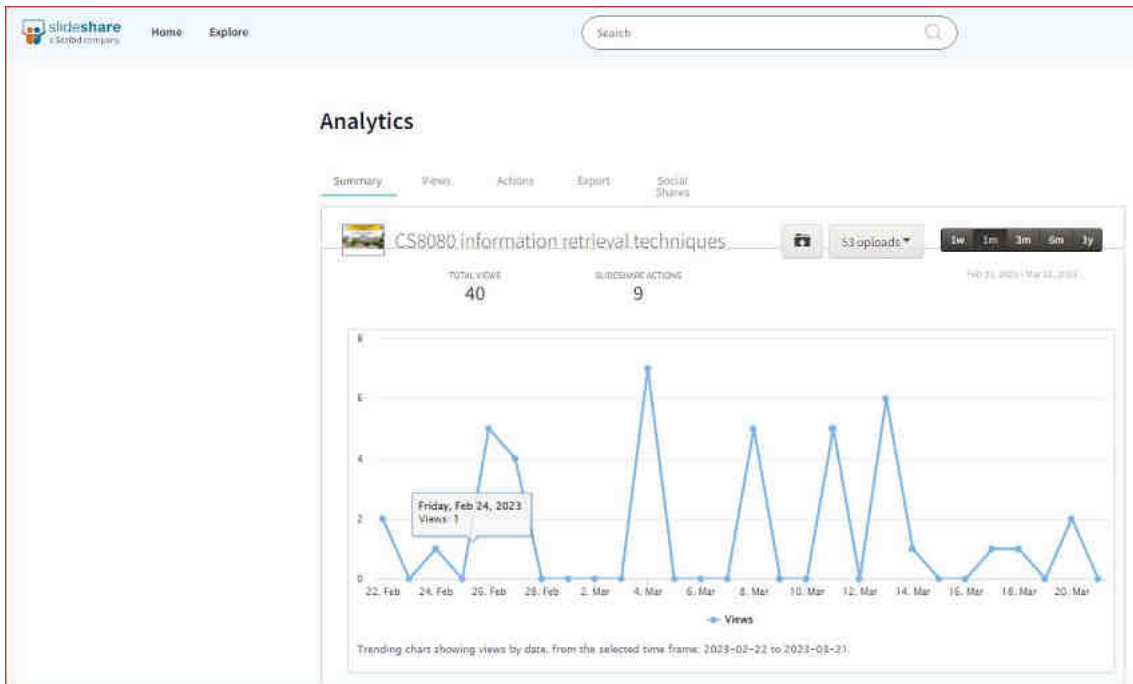 slideshare
a Scribd company
Home Explore
Search
Analytics
Summary Views Actions Export Social
Shares
CS8080 information retrieval techniques
53 uploads
1w 1m 3m 6m 1y
TOTAL VIEWS SLIDESHARE ACTIONS
40 9
8
6
4
Friday, Feb 24, 2023
Views: 1
2
0
22. Feb 24. Feb 26. Feb 28. Feb 2. Mar 4. Mar 6. Mar 8. Mar 10. Mar 12. Mar 14. Mar 16. Mar 18. Mar 20. Mar
Views
Trending chart showing views by date, from the selected time frame: 2023-02-22 to 2023-03-21.